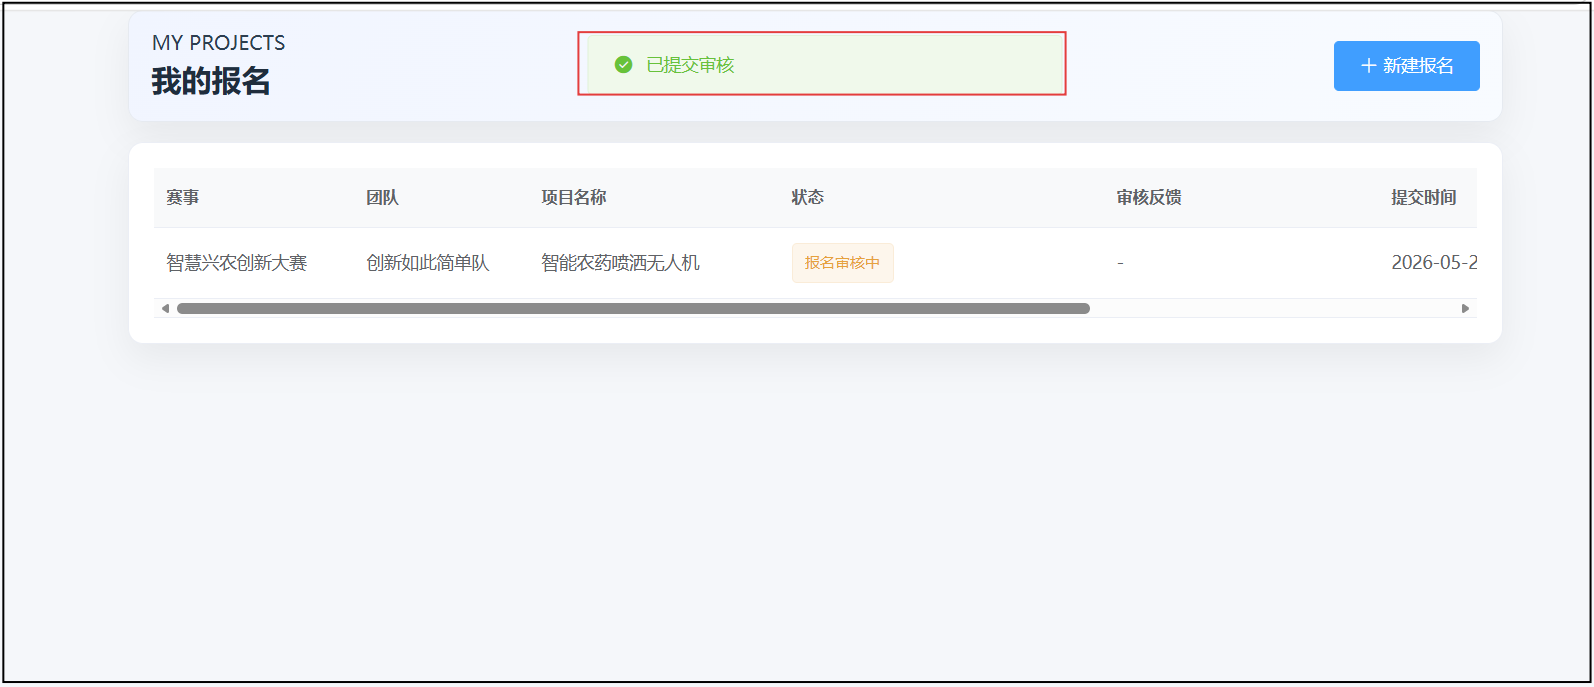 MY PROJECTS
我的报名
已提交审核
新建报名
赛事 团队 项目名称 状态 审核反馈 提交时间
智慧兴农创新大赛 创新如此简单队 智能农药喷洒无人机 报名审核中 - 2026-05-2